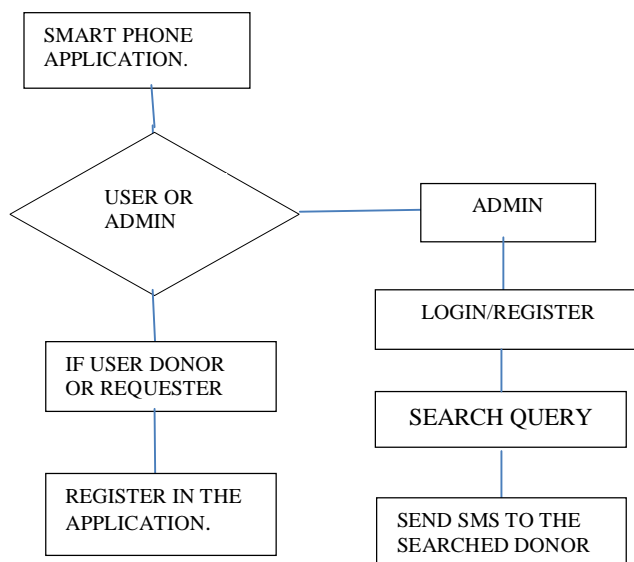 SMART PHONE
APPLICATION.
USER OR
ADMIN
ADMIN
LOGIN/REGISTER
IF USER DONOR
OR REQUESTER
SEARCH QUERY
REGISTER IN THE
APPLICATION.
SEND SMS TO THE
SEARCHED DONOR